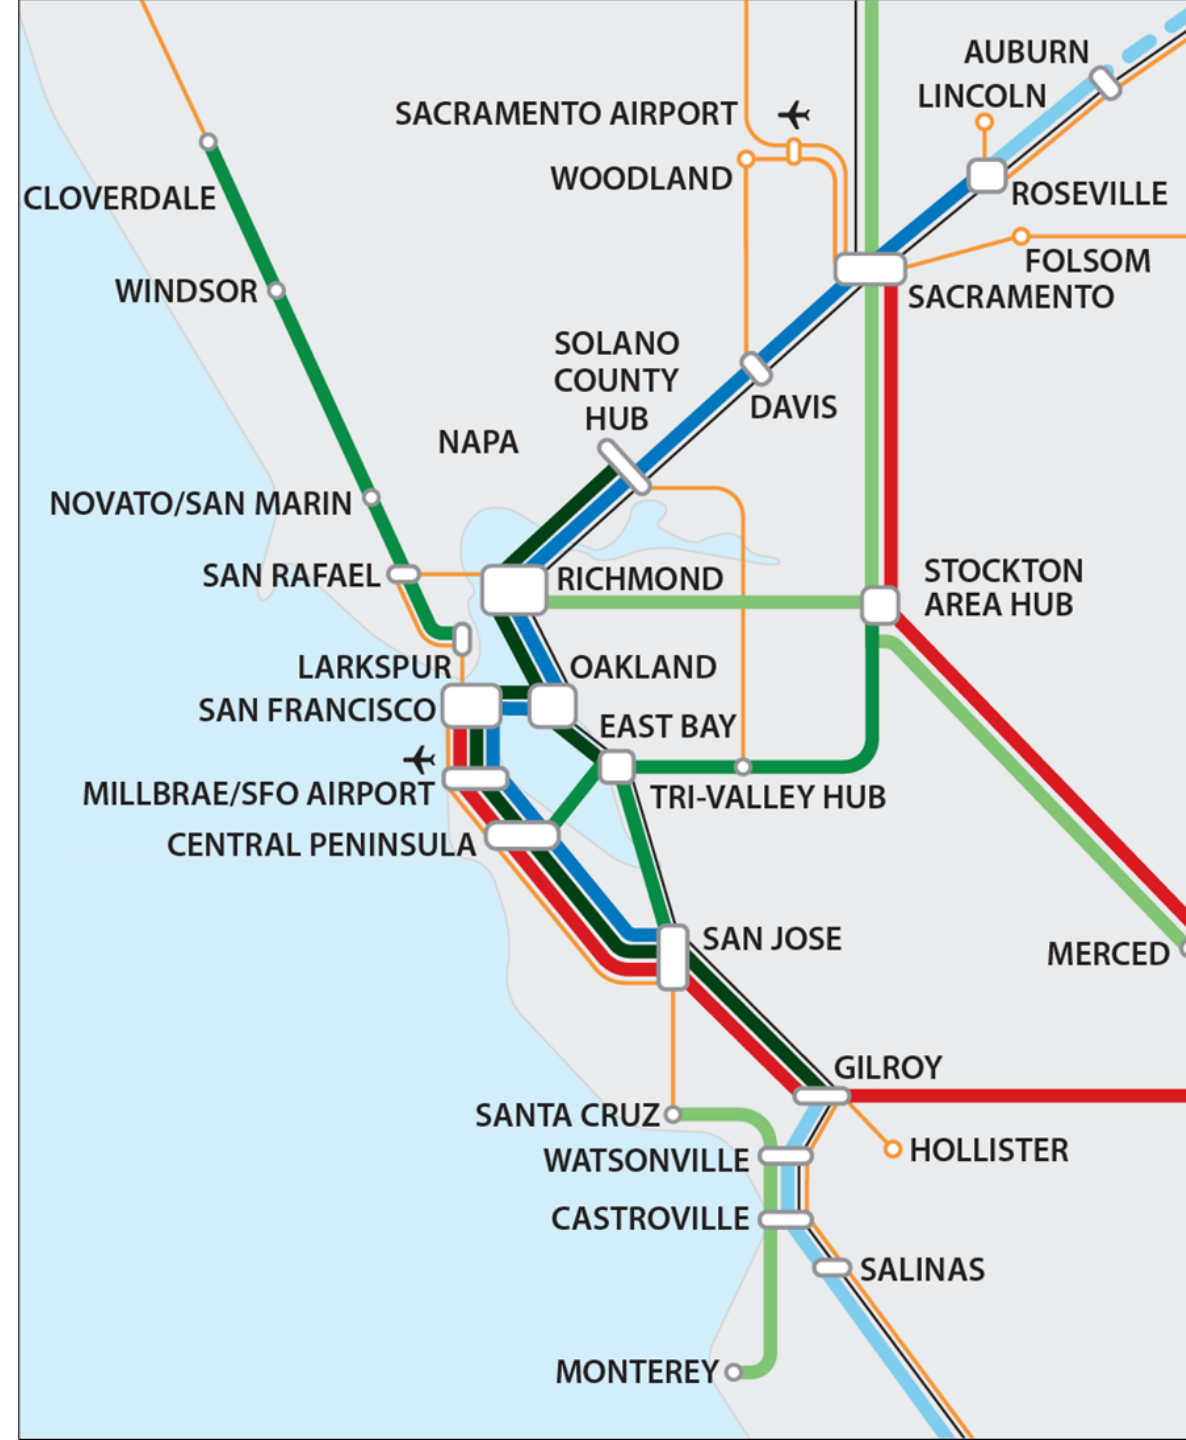 AUBURN
LINCOLN
SACRAMENTO AIRPORT
WOODLAND
ROSEVILLE
CLOVERDALE
FOLSOM
WINDSOR
SACRAMENTO
SOLANO
COUNTY
HUB
DAVIS
NAPA
NOVATO/SAN MARIN
SAN RAFAEL
RICHMOND
STOCKTON
AREA HUB
LARKSPUR
OAKLAND
SAN FRANCISCO
EAST BAY
MILLBRAE/SFO AIRPORT
TRI-VALLEY HUB
CENTRAL PENINSULA
SAN JOSE
MERCED
GILROY
SANTA CRUZ
HOLLISTER
WATSONVILLE
CASTROVILLE
SALINAS
MONTEREY